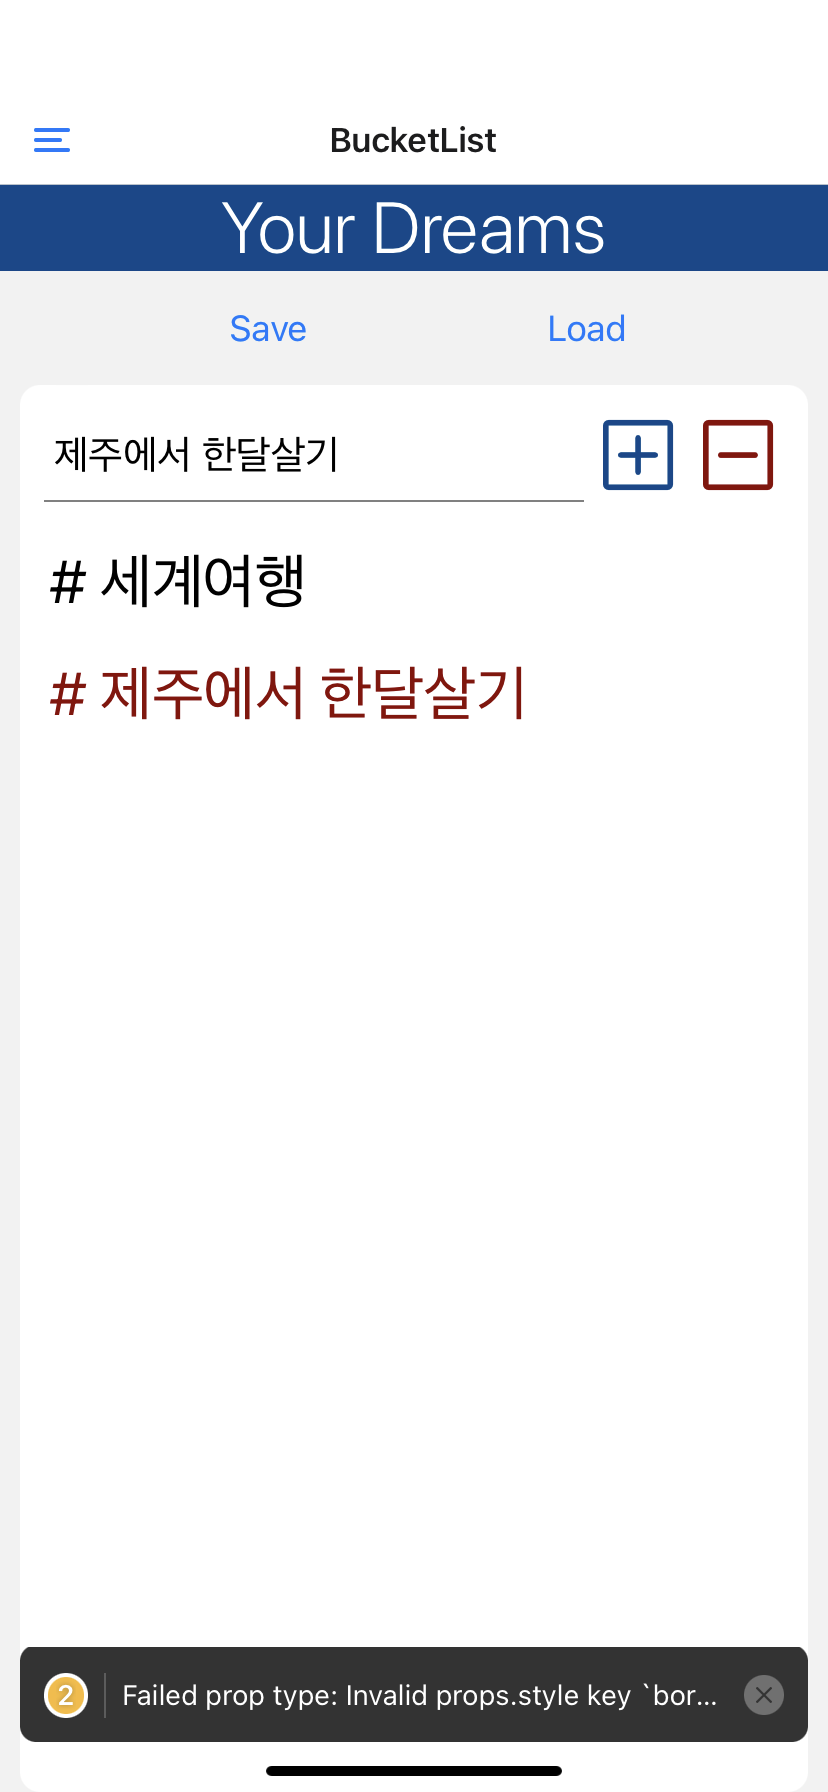 BucketList
Your Dreams
Save Load
제주에서 한달살기
# 세계여행
# 제주에서 한달살기
2 Failed prop type: Invalid props.style key `bor...